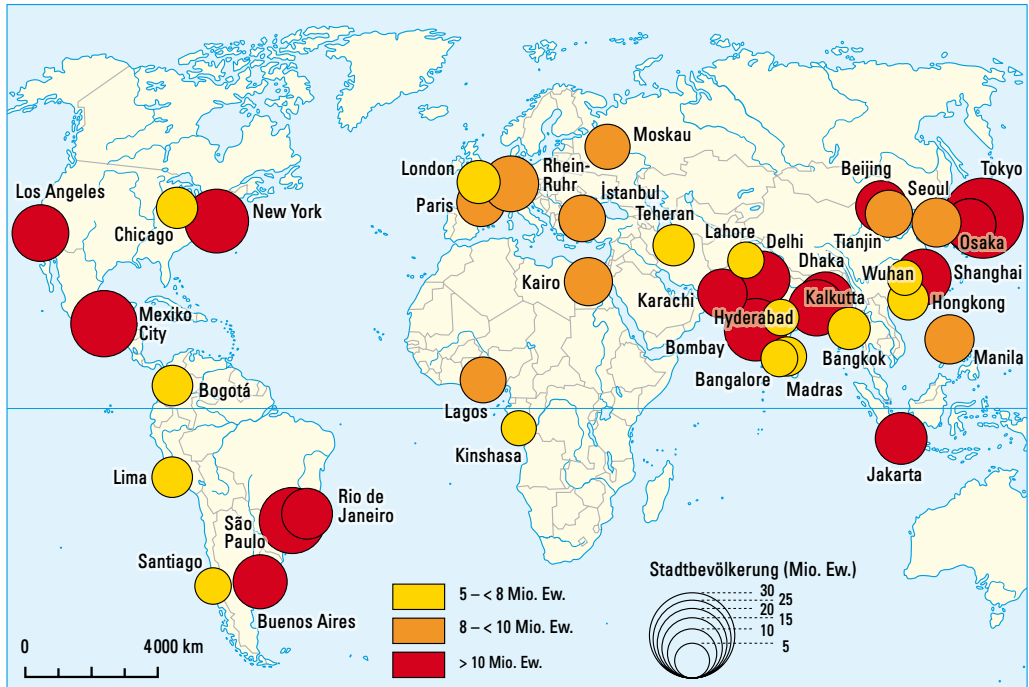 Moskau
London
Rhein-
Ruhr
Paris
İstanbul
Teheran
Lahore
Delhi
Dhaka
Beijing
Seoul
Tokyo
Tianjin
Osaka
Wuhan
Shanghai
Hongkong
Los Angeles
Chicago
New York
Mexiko
City
Kairo
Karachi
Hyderabad
Kalkutta
Bombay
Bangalore
Madras
Bangkok
Manila
Bogotá
Lagos
Kinshasa
Jakarta
Lima
Rio de
Janeiro
São
Paulo
Santiago
Buenos Aires
0 4000 km
5 – < 8 Mio. Ew.
8 – < 10 Mio. Ew.
> 10 Mio. Ew.
Stadtbevölkerung (Mio. Ew.)
30
25
20
15
10
5